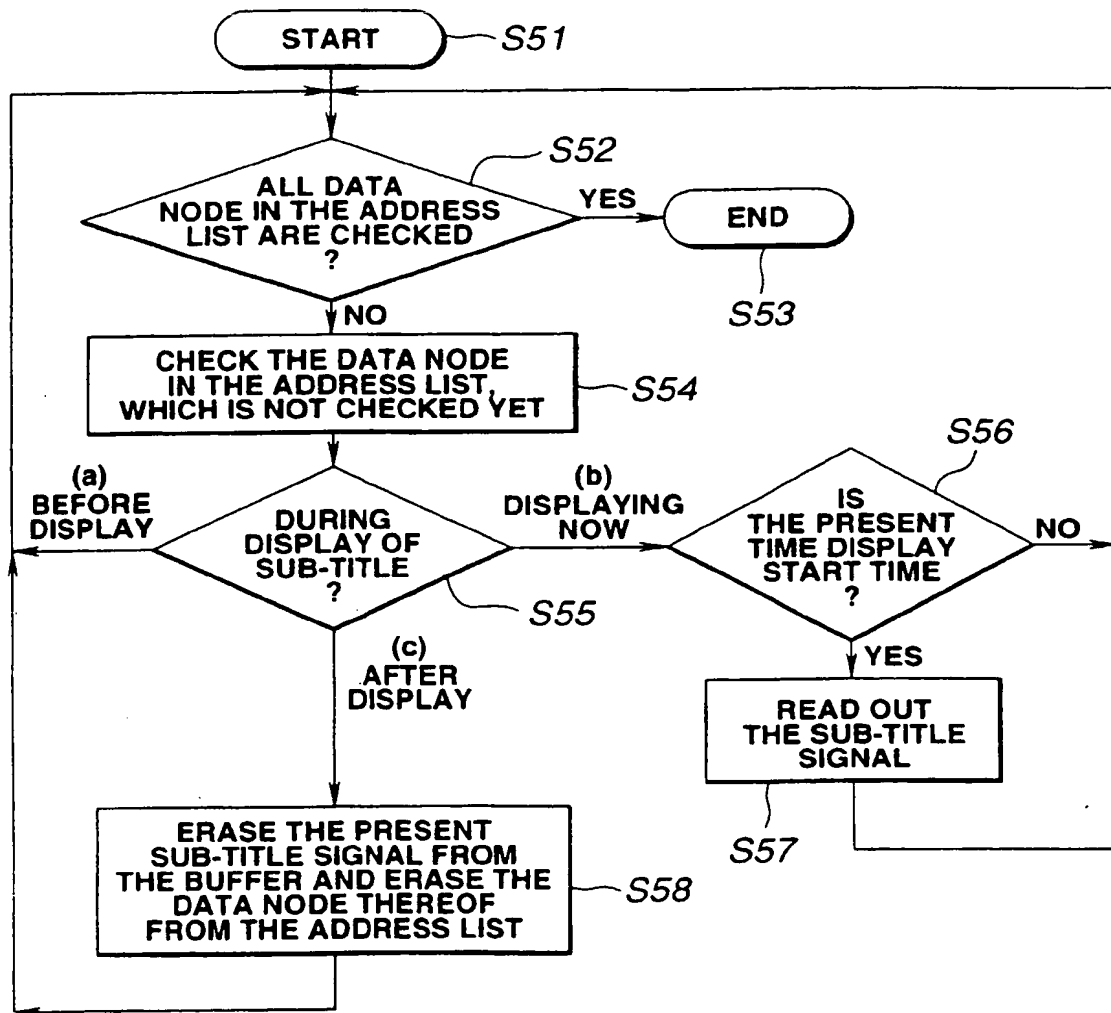 START
S51
S52
ALL DATA
NODE IN THE ADDRESS
LIST ARE CHECKED
?
YES
END
S53
NO
CHECK THE DATA NODE
IN THE ADDRESS LIST,
WHICH IS NOT CHECKED YET
S54
(a)
BEFORE
DISPLAY
DURING
DISPLAY OF
SUB-TITLE
?
S55
(b)
DISPLAYING
NOW
S56
IS
THE PRESENT
TIME DISPLAY
START TIME
?
NO
YES
(c)
AFTER
DISPLAY
READ OUT
THE SUB-TITLE
SIGNAL
S57
ERASE THE PRESENT
SUB-TITLE SIGNAL FROM
THE BUFFER AND ERASE THE
DATA NODE THEREOF
FROM THE ADDRESS LIST
S58